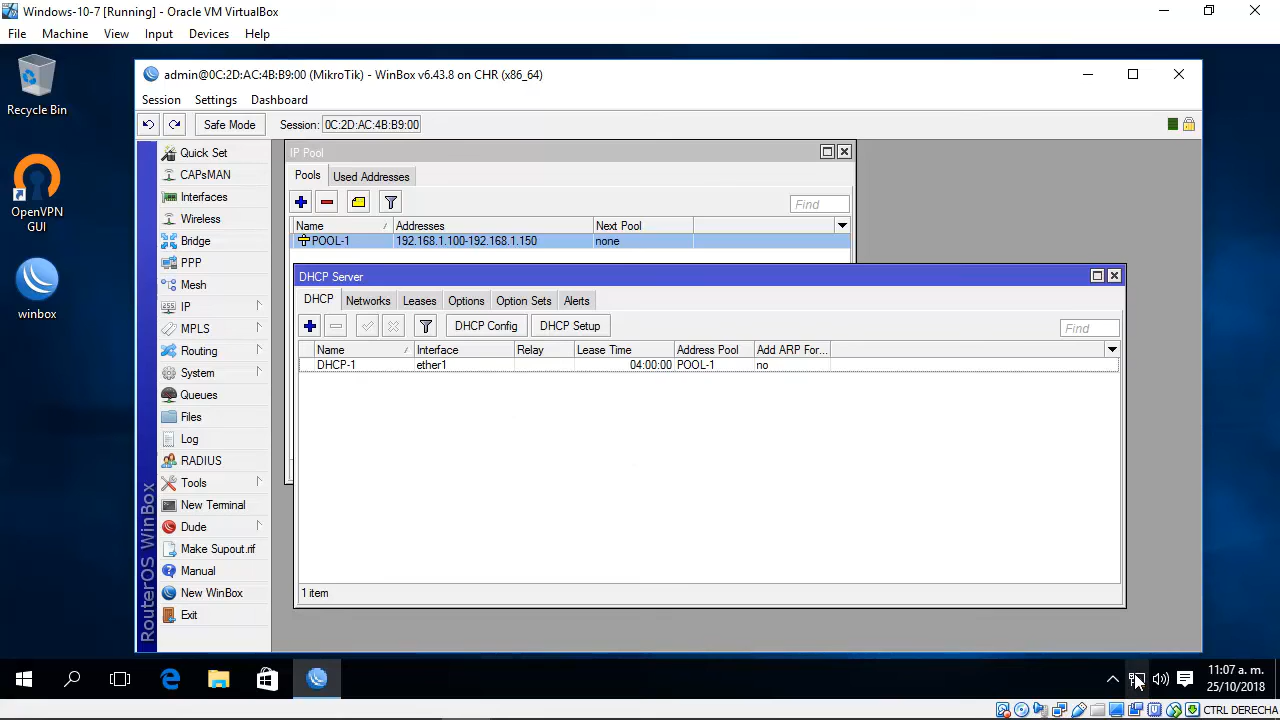 Windows-10-7 [Running] - Oracle VM VirtualBox
File Machine View Input Devices Help
Recycle Bin
OpenVPN
GUI
winbox
admin@0C:2D:AC:4B:B9:00 (MikroTik) - WinBox v6.43.8 on CHR (x86_64)
Session Settings Dashboard
Safe Mode Session: 0C:2D:AC:4B:B9:00
RouterOS WinBox
Quick Set
CAPsMAN
Interfaces
Wireless
Bridge
PPP
Mesh
IP
MPLS
Routing
System
Queues
Files
Log
RADIUS
Tools
New Terminal
Dude
Make Supout.rif
Manual
New WinBox
Exit
IP Pool
Pools Used Addresses
Find
Name Addresses Next Pool
POOL-1 192.168.1.100-192.168.1.150 none
DHCP Server
DHCP Networks Leases Options Option Sets Alerts
DHCP Config DHCP Setup Find
Name Interface Relay Lease Time Address Pool Add ARP For...
DHCP-1 ether1 04:00:00 POOL-1 no
1 item
11:07 a. m.
25/10/2018
CTRL DERECHA